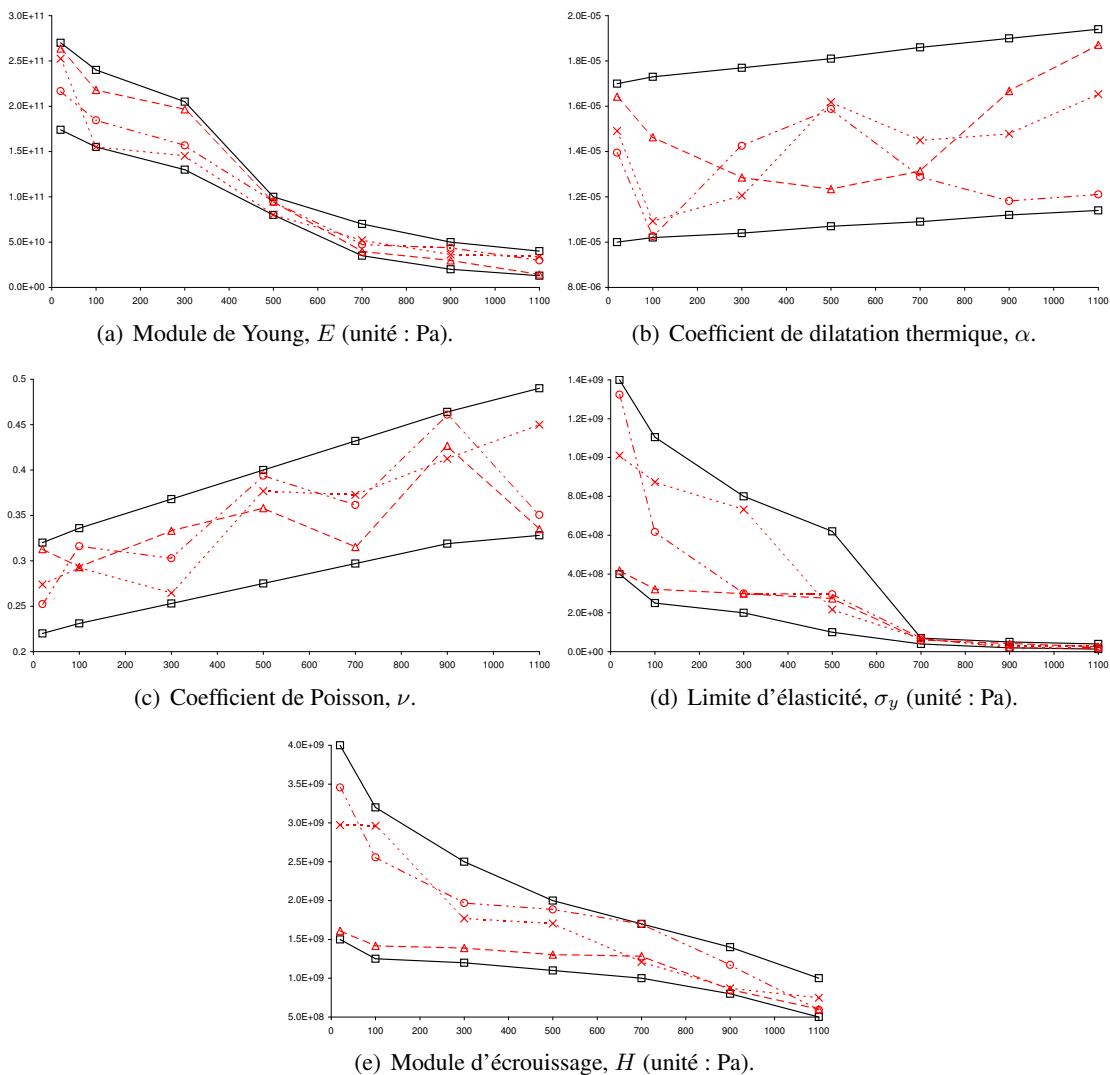 3.0E+11
2.5E+11
2.0E+11
1.5E+11
1.0E+11
5.0E+10
0.0E+00
0 100 200 300 400 500 600 700 800 900 1000 1100
(a) Module de Young, E (unité : Pa).
2.0E-05
1.8E-05
1.6E-05
1.4E-05
1.2E-05
1.0E-05
8.0E-06
0 100 200 300 400 500 600 700 800 900 1000 1100
(b) Coefficient de dilatation thermique, α.
0.5
0.45
0.4
0.35
0.3
0.25
0.2
0 100 200 300 400 500 600 700 800 900 1000 1100
(c) Coefficient de Poisson, ν.
1.4E+09
1.2E+09
1.0E+09
8.0E+08
6.0E+08
4.0E+08
2.0E+08
0.0E+00
0 100 200 300 400 500 600 700 800 900 1000 1100
(d) Limite d'élasticité, σy (unité : Pa).
4.0E+09
3.5E+09
3.0E+09
2.5E+09
2.0E+09
1.5E+09
1.0E+09
5.0E+08
0 100 200 300 400 500 600 700 800 900 1000 1100
(e) Module d'écrouissage, H (unité : Pa).